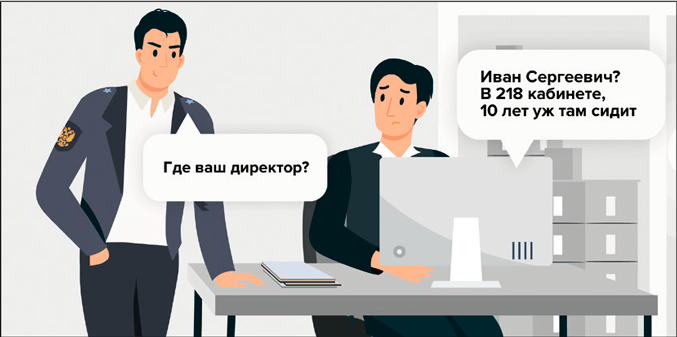 Где ваш директор?
Иван Сергеевич?
В 218 кабинете,
10 лет уж там сидит